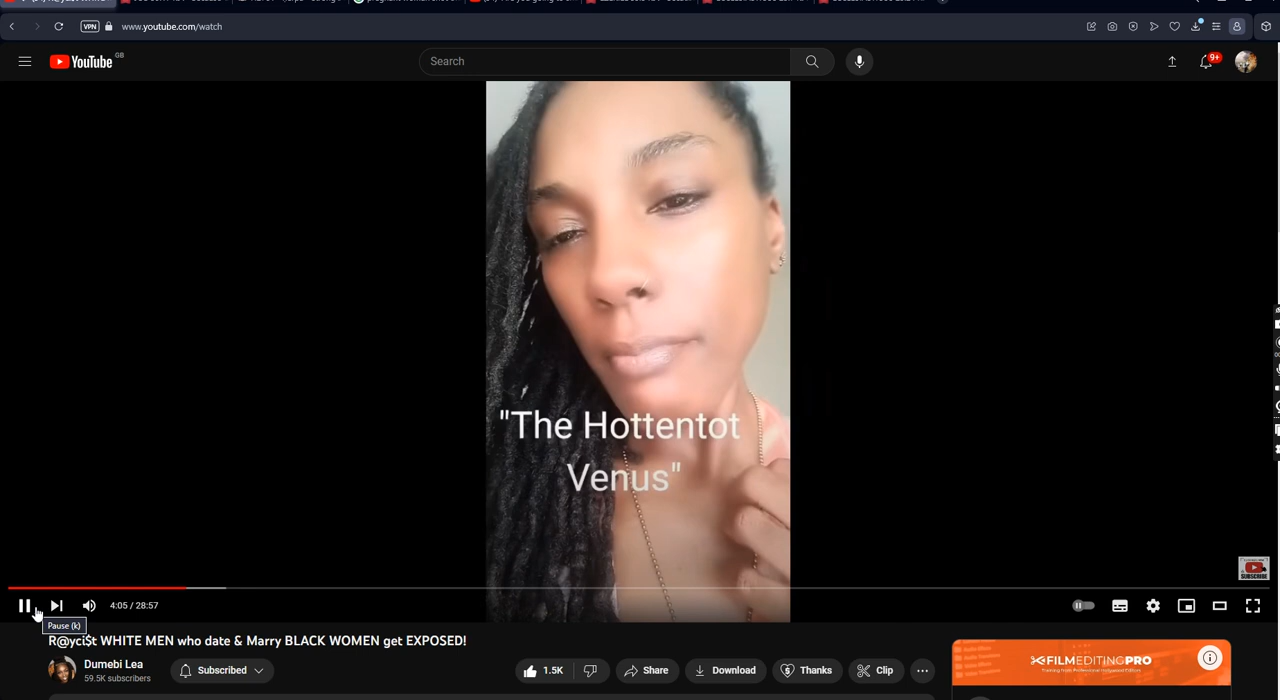 VPN
www.youtube.com/watch
YouTube GB
Search
9+
"The Hottentot
Venus"
SUBSCRIBE
4:05 / 28:57
Pause (k)
R@yci$t WHITE MEN who date & Marry BLACK WOMEN get EXPOSED!
Dumebi Lea
59.5K subscribers
Subscribed
1.5K
Share
Download
Thanks
Clip
FILMEDITINGPRO